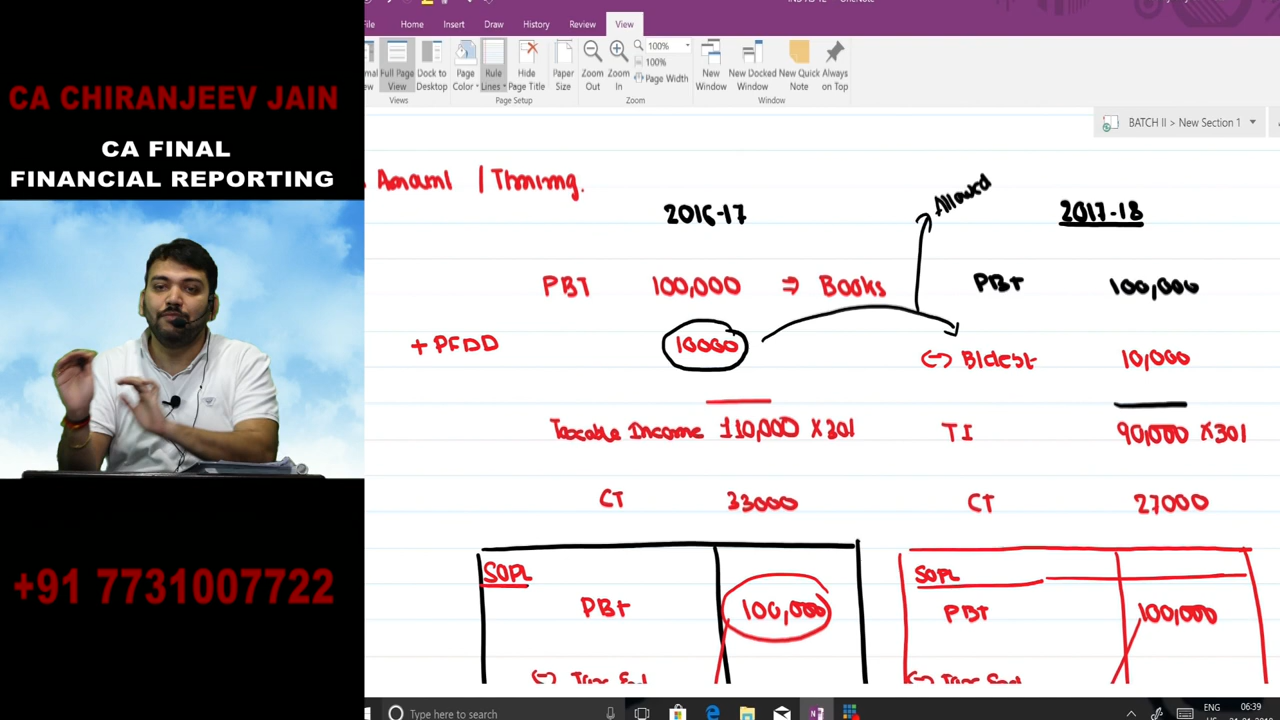 INS AS 12 - OneNote
File Home Insert Draw History Review View
Full Page View
Dock to Desktop
Page Color
Rule Lines
Hide Page Title
Paper Size
Zoom Out
Zoom In
100%
100%
Page Width
New Window
New Docked Window
New Quick Note
Always on Top
Views Page Setup Zoom Window
BATCH II > New Section 1
CA CHIRANJEEV JAIN
CA FINAL
FINANCIAL REPORTING
+91 7731007722
Amount / Timing.
2016-17 Allowed 2017-18
PBT 100,000 ⇒ Books PBT 100,000
+ PFDD 10000 (-) B/debt 10,000
Taxable Income 110,000 X 30% TI 90,000 X 30%
CT 33000 CT 27000
SOPL SOPL
PBT 100,000 PBT 100,000
Type here to search
ENG 06:39